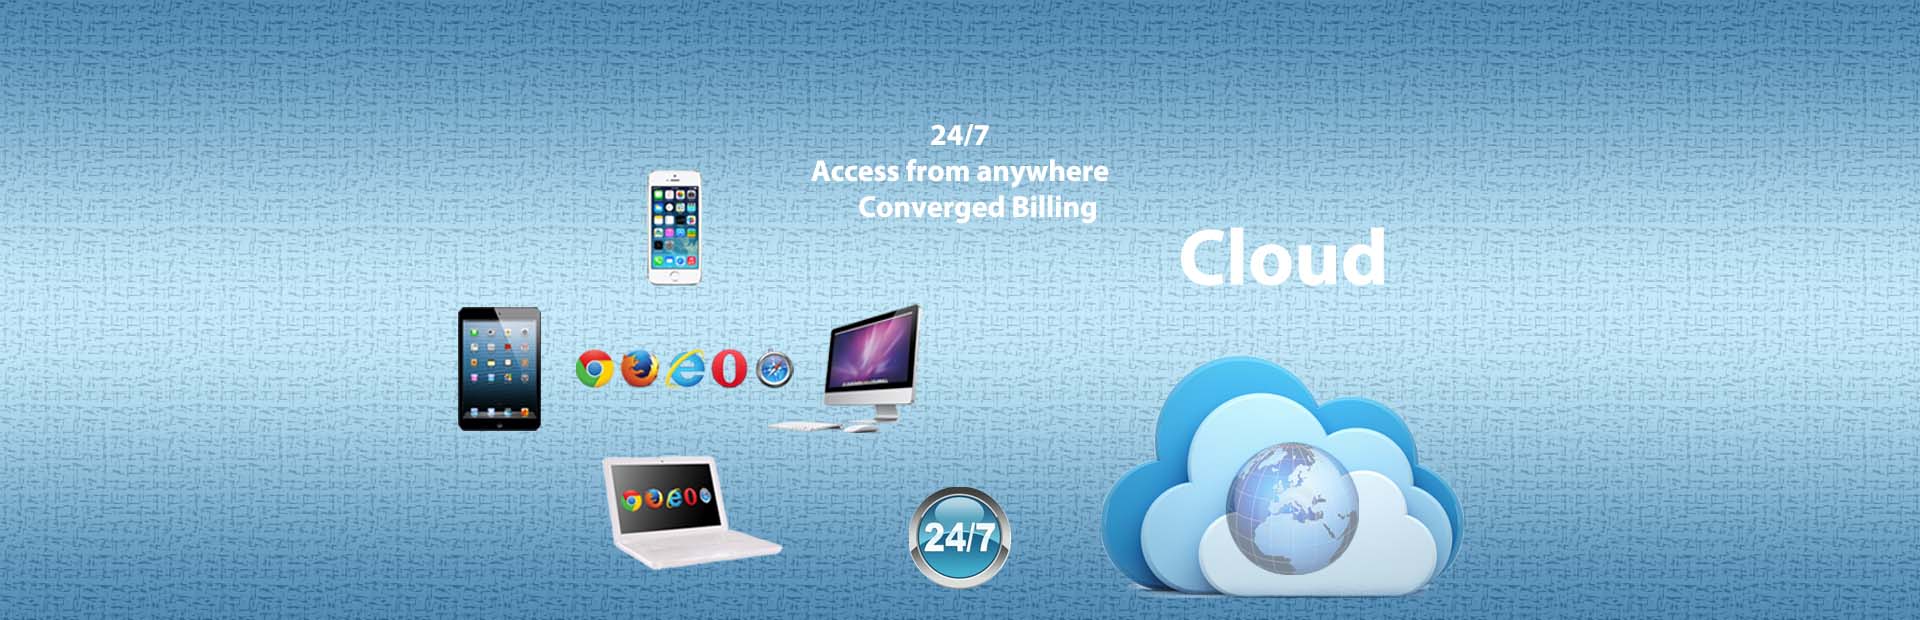 24/7
Access from anywhere
Converged Billing
Cloud
24/7